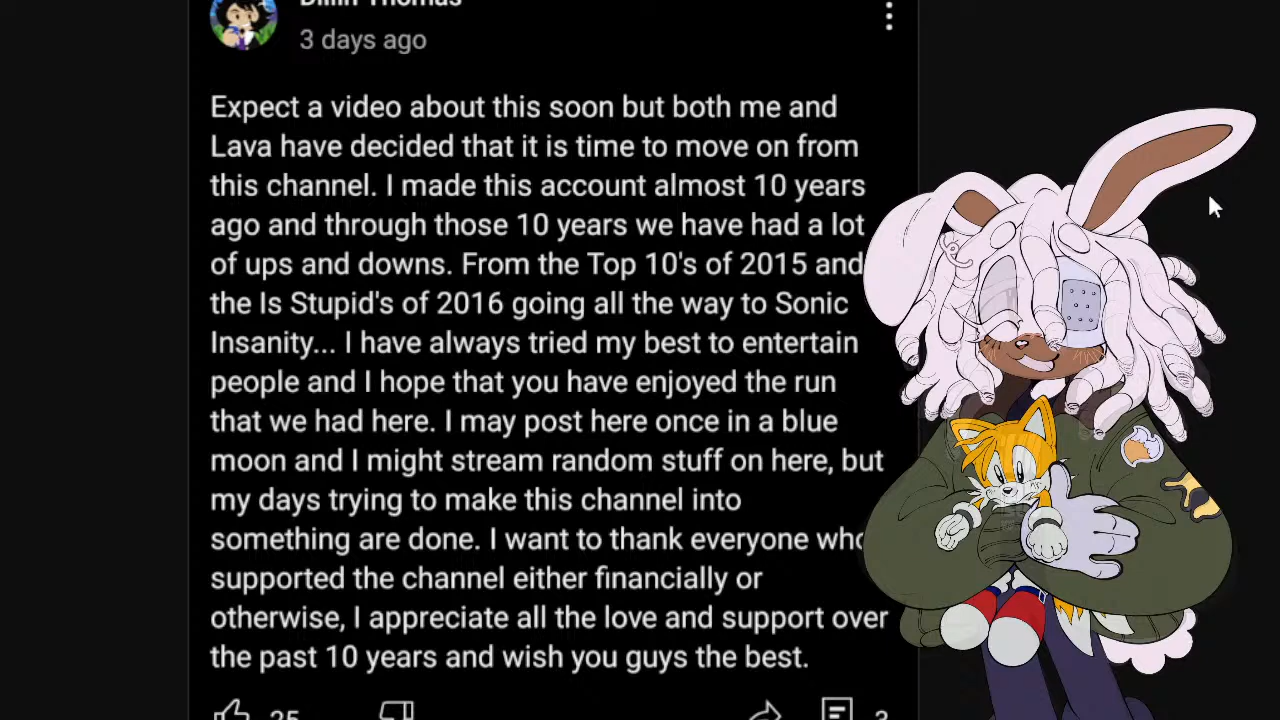 Dillin Thomas
3 days ago
Expect a video about this soon but both me and
Lava have decided that it is time to move on from
this channel. I made this account almost 10 years
ago and through those 10 years we have had a lot
of ups and downs. From the Top 10's of 2015 and
the Is Stupid's of 2016 going all the way to Sonic
Insanity... I have always tried my best to entertain
people and I hope that you have enjoyed the run
that we had here. I may post here once in a blue
moon and I might stream random stuff on here, but
my days trying to make this channel into
something are done. I want to thank everyone who
supported the channel either financially or
otherwise, I appreciate all the love and support over
the past 10 years and wish you guys the best.
25 3